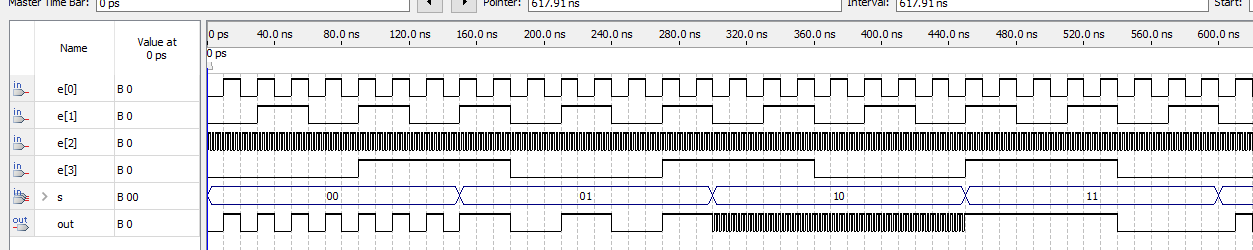 Master Time Bar: 0 ps Pointer: 617.91 ns Interval: 617.91 ns Start:
Name Value at 0 ps
0 ps 40.0 ns 80.0 ns 120.0 ns 160.0 ns 200.0 ns 240.0 ns 280.0 ns 320.0 ns 360.0 ns 400.0 ns 440.0 ns 480.0 ns 520.0 ns 560.0 ns 600.0 ns
0 ps
in e[0] B 0
in e[1] B 0
in e[2] B 0
in e[3] B 0
in > s B 00 00 01 10 11
out out B 0